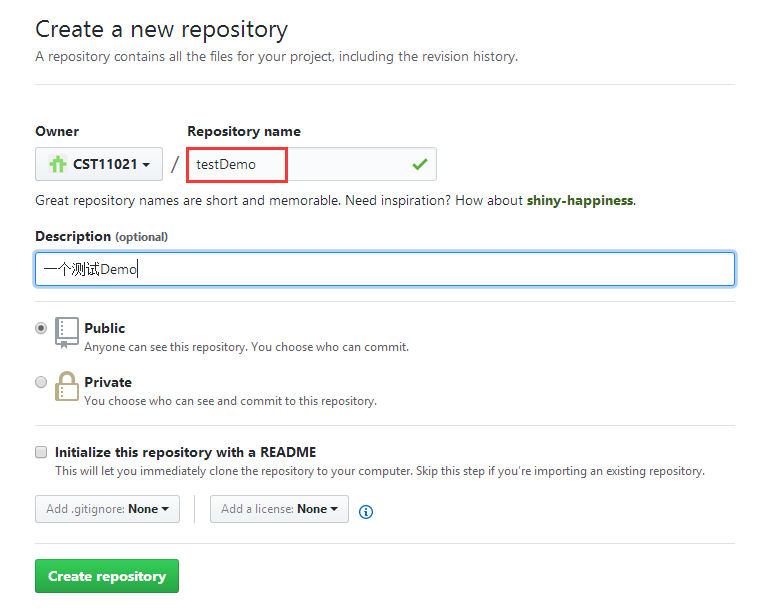 Create a new repository
A repository contains all the files for your project, including the revision history.
Owner
Repository name
CST11021 / testDemo
Great repository names are short and memorable. Need inspiration? How about shiny-happiness.
Description (optional)
一个测试Demo
Public
Anyone can see this repository. You choose who can commit.
Private
You choose who can see and commit to this repository.
Initialize this repository with a README
This will let you immediately clone the repository to your computer. Skip this step if you're importing an existing repository.
Add .gitignore: None
Add a license: None
Create repository